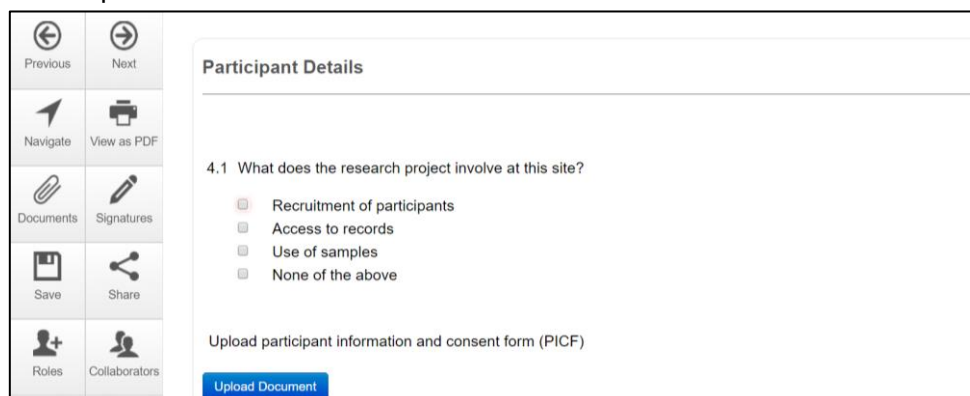 Previous Next
Participant Details
Navigate View as PDF
4.1 What does the research project involve at this site?
Recruitment of participants
Documents Signatures
Access to records
Use of samples
None of the above
Save Share
Upload participant information and consent form (PICF)
Roles Collaborators
Upload Document